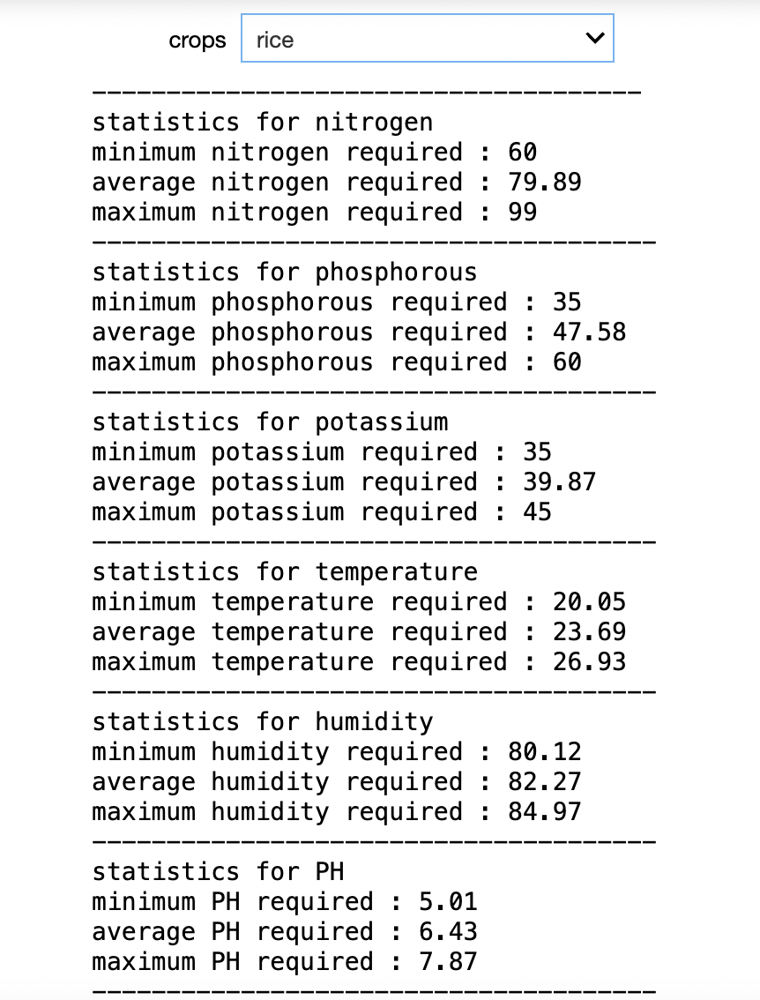 crops rice
-------------------------------------
statistics for nitrogen
minimum nitrogen required : 60
average nitrogen required : 79.89
maximum nitrogen required : 99
--------------------------------------
statistics for phosphorous
minimum phosphorous required : 35
average phosphorous required : 47.58
maximum phosphorous required : 60
--------------------------------------
statistics for potassium
minimum potassium required : 35
average potassium required : 39.87
maximum potassium required : 45
--------------------------------------
statistics for temperature
minimum temperature required : 20.05
average temperature required : 23.69
maximum temperature required : 26.93
--------------------------------------
statistics for humidity
minimum humidity required : 80.12
average humidity required : 82.27
maximum humidity required : 84.97
--------------------------------------
statistics for PH
minimum PH required : 5.01
average PH required : 6.43
maximum PH required : 7.87
--------------------------------------